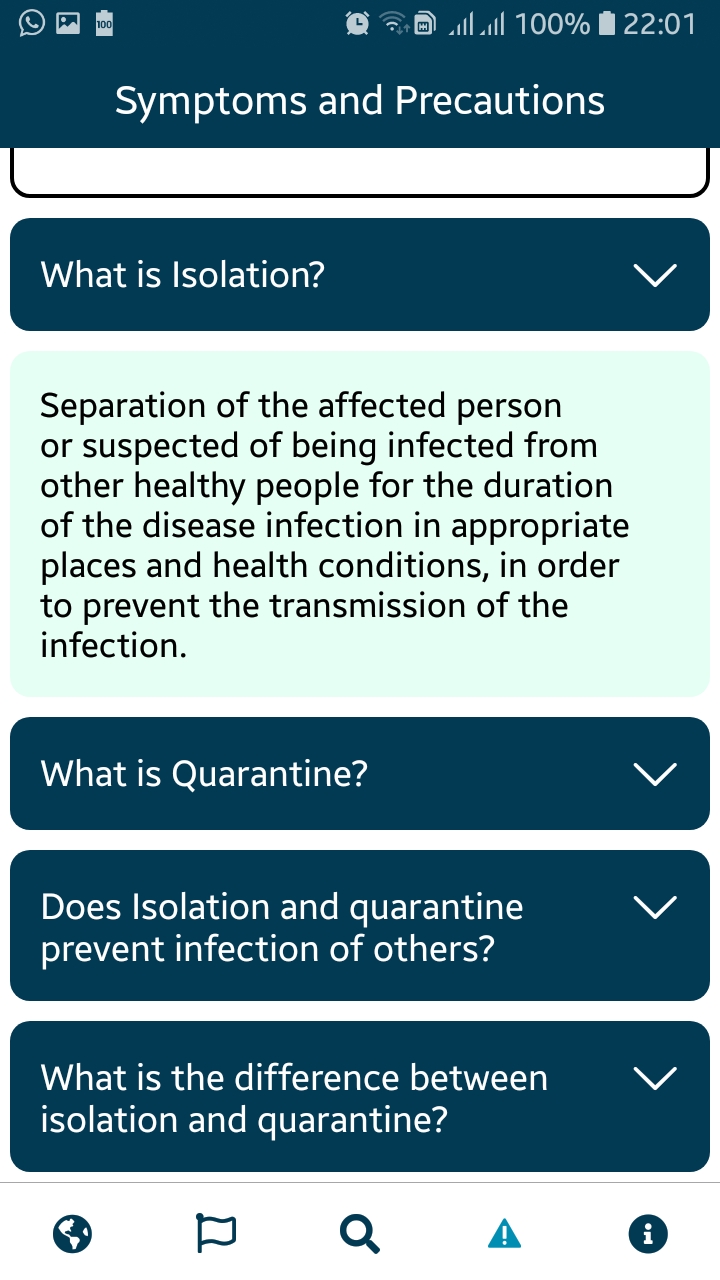 100
100% 22:01
Symptoms and Precautions
What is Isolation?
Separation of the affected person
or suspected of being infected from
other healthy people for the duration
of the disease infection in appropriate
places and health conditions, in order
to prevent the transmission of the
infection.
What is Quarantine?
Does Isolation and quarantine
prevent infection of others?
What is the difference between
isolation and quarantine?